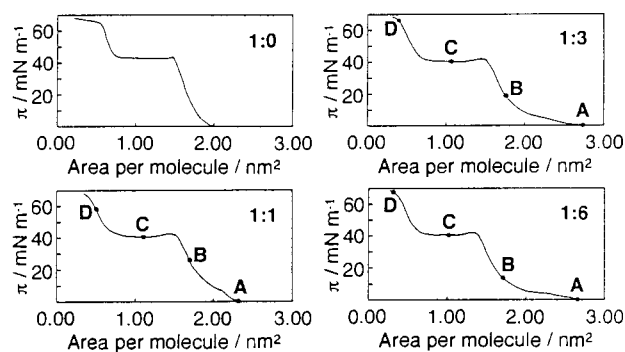 π / mN m⁻¹
60
40
20
1:0
0.00 1.00 2.00 3.00
Area per molecule / nm²
π / mN m⁻¹
60
40
20
D
C
B
A
1:3
0.00 1.00 2.00 3.00
Area per molecule / nm²
π / mN m⁻¹
60
40
20
D
C
B
A
1:1
0.00 1.00 2.00 3.00
Area per molecule / nm²
π / mN m⁻¹
60
40
20
D
C
B
A
1:6
0.00 1.00 2.00 3.00
Area per molecule / nm²